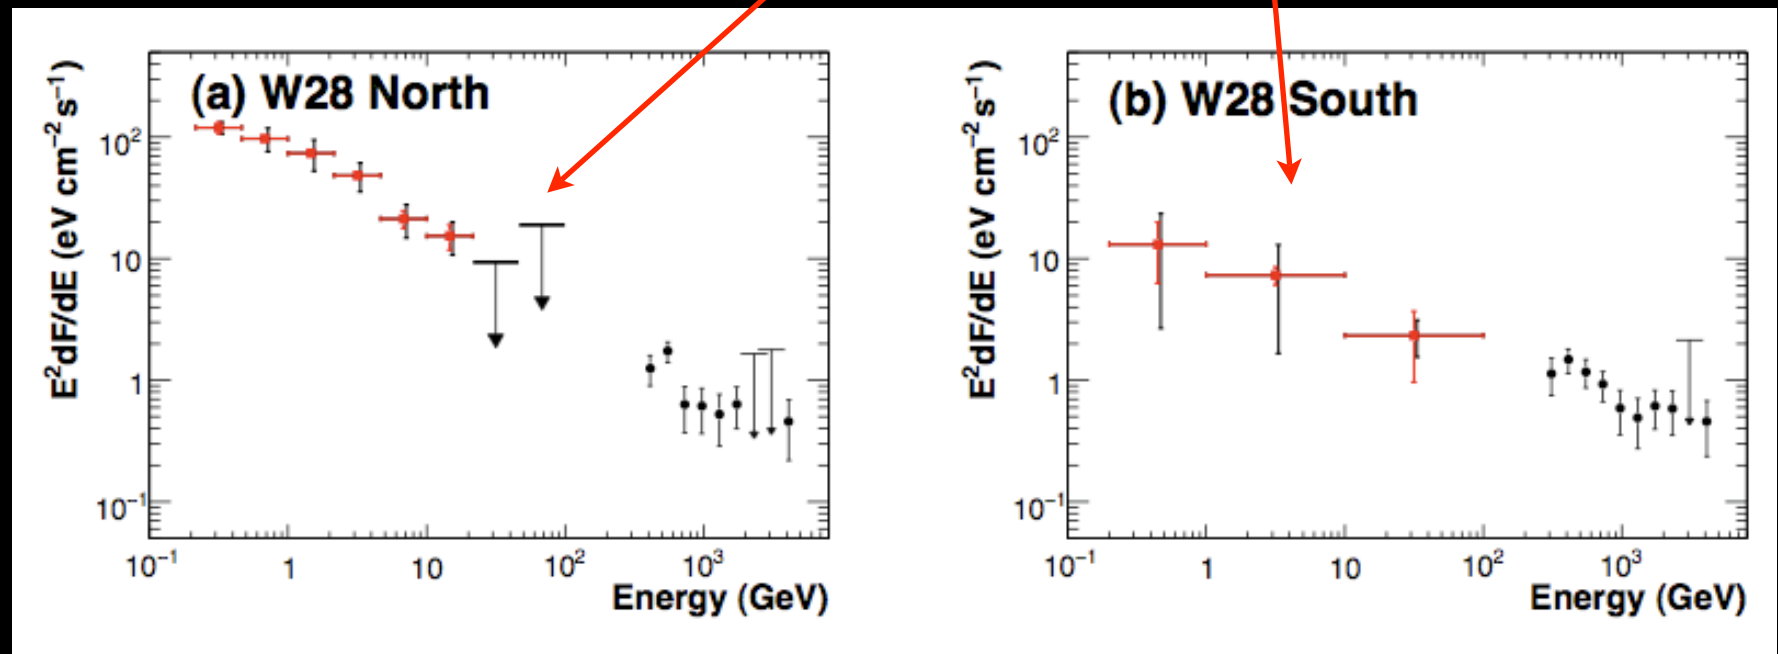 (a) W28 North
E²dF/dE (eV cm⁻² s⁻¹)
10²
10
1
10⁻¹
10⁻¹ 1 10 10² 10³
Energy (GeV)
(b) W28 South
E²dF/dE (eV cm⁻² s⁻¹)
10²
10
1
10⁻¹
10⁻¹ 1 10 10² 10³
Energy (GeV)